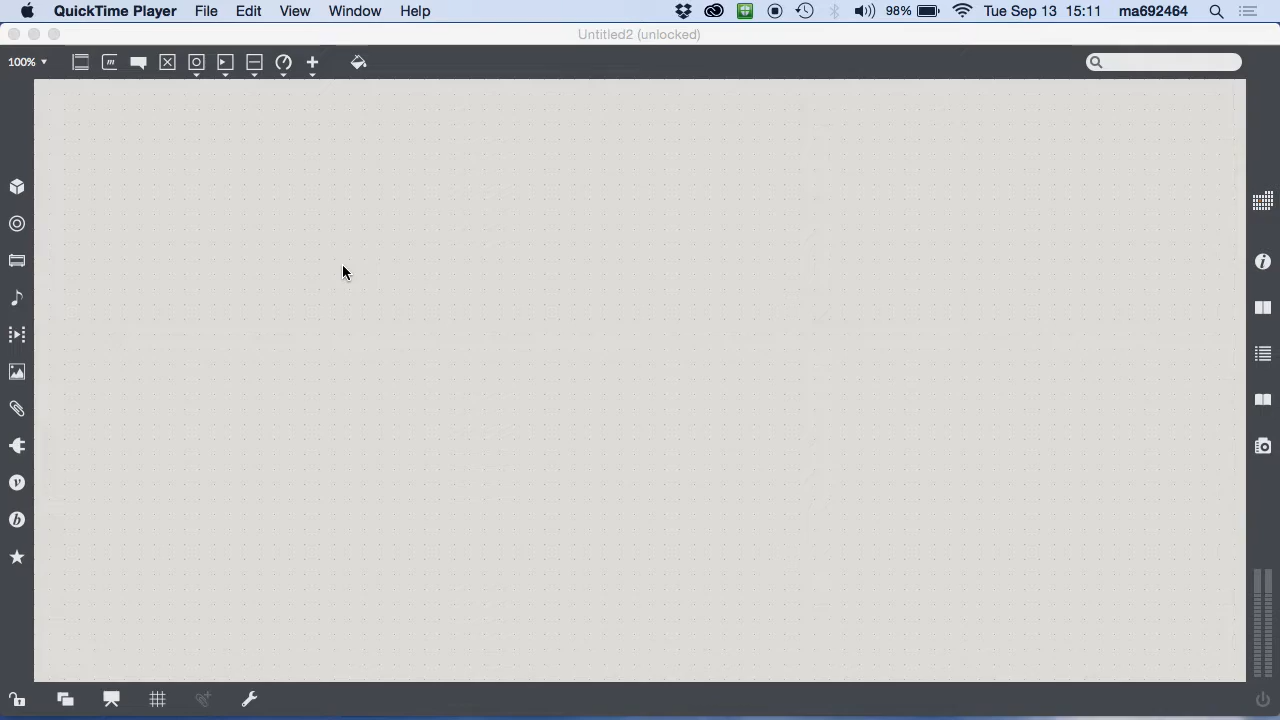 QuickTime Player File Edit View Window Help 98% Tue Sep 13 15:11 ma692464
Untitled2 (unlocked)
100%
m
i
v
b